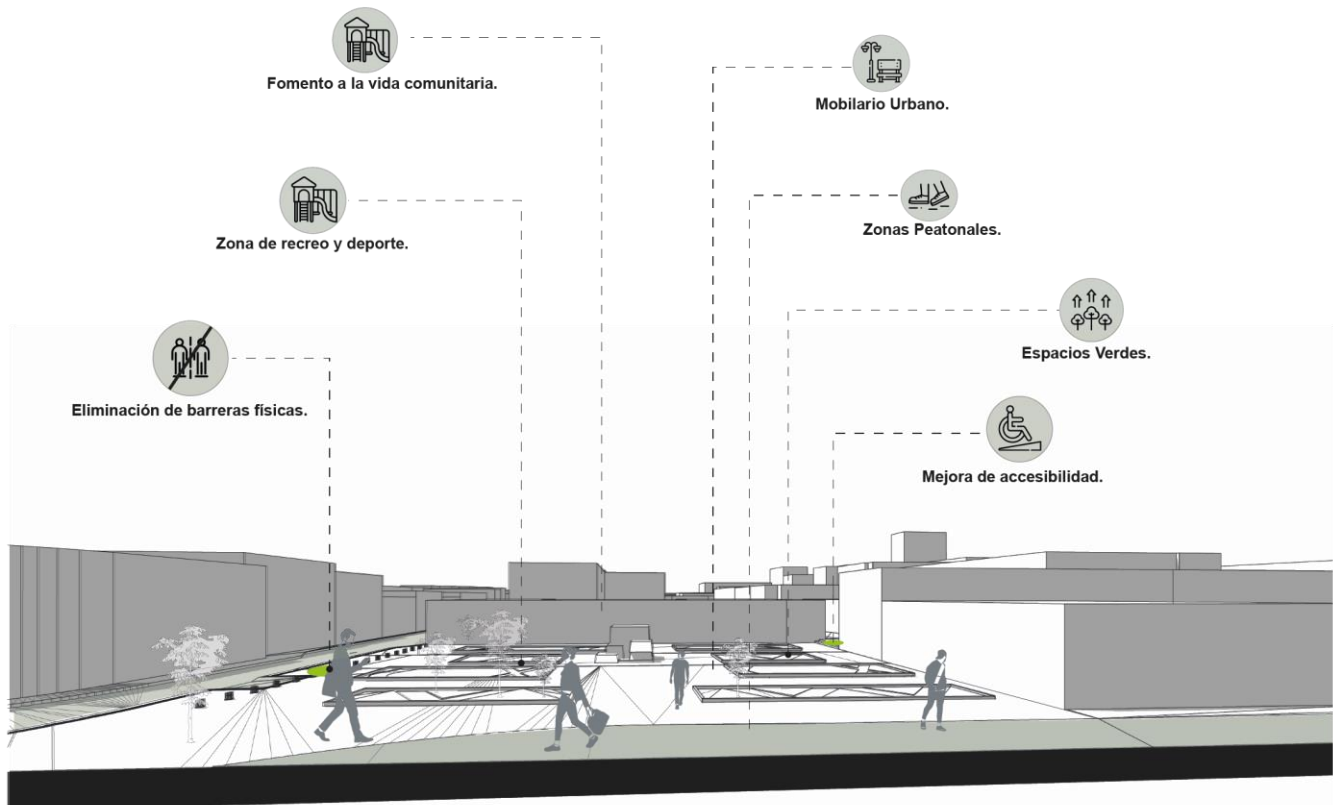 Fomento a la vida comunitaria.
Mobilario Urbano.
Zona de recreo y deporte.
Zonas Peatonales.
Espacios Verdes.
Eliminación de barreras físicas.
Mejora de accesibilidad.